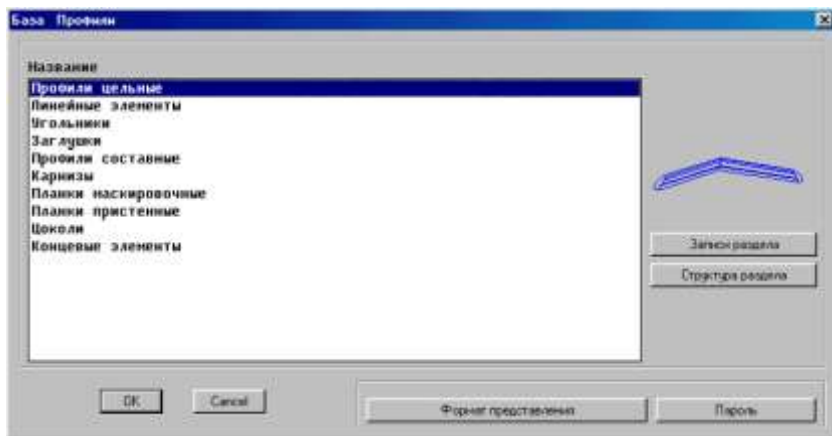 База Профили
Название
Профили цельные
Линейные элементы
Угольники
Заглушки
Профили составные
Карнизы
Планки маскировочные
Планки пристенные
Цоколи
Концевые элементы
Записи раздела
Структура раздела
OK
Cancel
Формат представления
Пароль